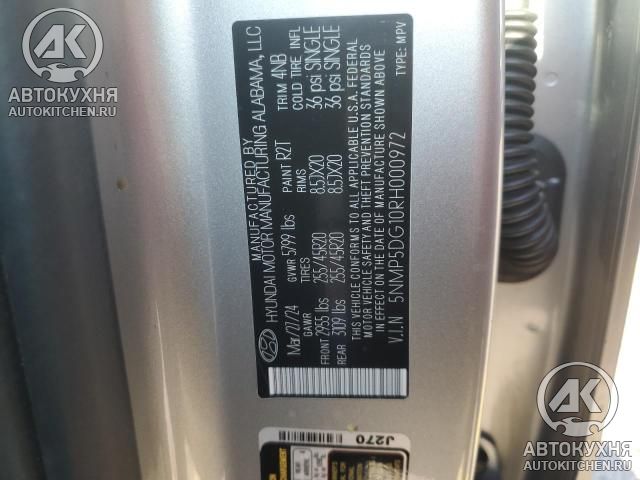 AK
АВТОКУХНЯ
AUTOKITCHEN.RU
MANUFACTURED BY
HYUNDAI MOTOR MANUFACTURING ALABAMA, LLC
Mar/27/24 GVWR 5799 lbs PAINT R2T TRIM 4NB
GAWR TIRES RIMS COLD TIRE INFL
FRONT 2955 lbs 255/45R20 8.5JX20 36 psi SINGLE
REAR 3109 lbs 255/45R20 8.5JX20 36 psi SINGLE
THIS VEHICLE CONFORMS TO ALL APPLICABLE U.S.A. FEDERAL
MOTOR VEHICLE SAFETY AND THEFT PREVENTION STANDARDS
IN EFFECT ON THE DATE OF MANUFACTURE SHOWN ABOVE
V.I.N 5NMP5DG10RH000972 TYPE: MPV
J270
AK
АВТОКУХНЯ
AUTOKITCHEN.RU